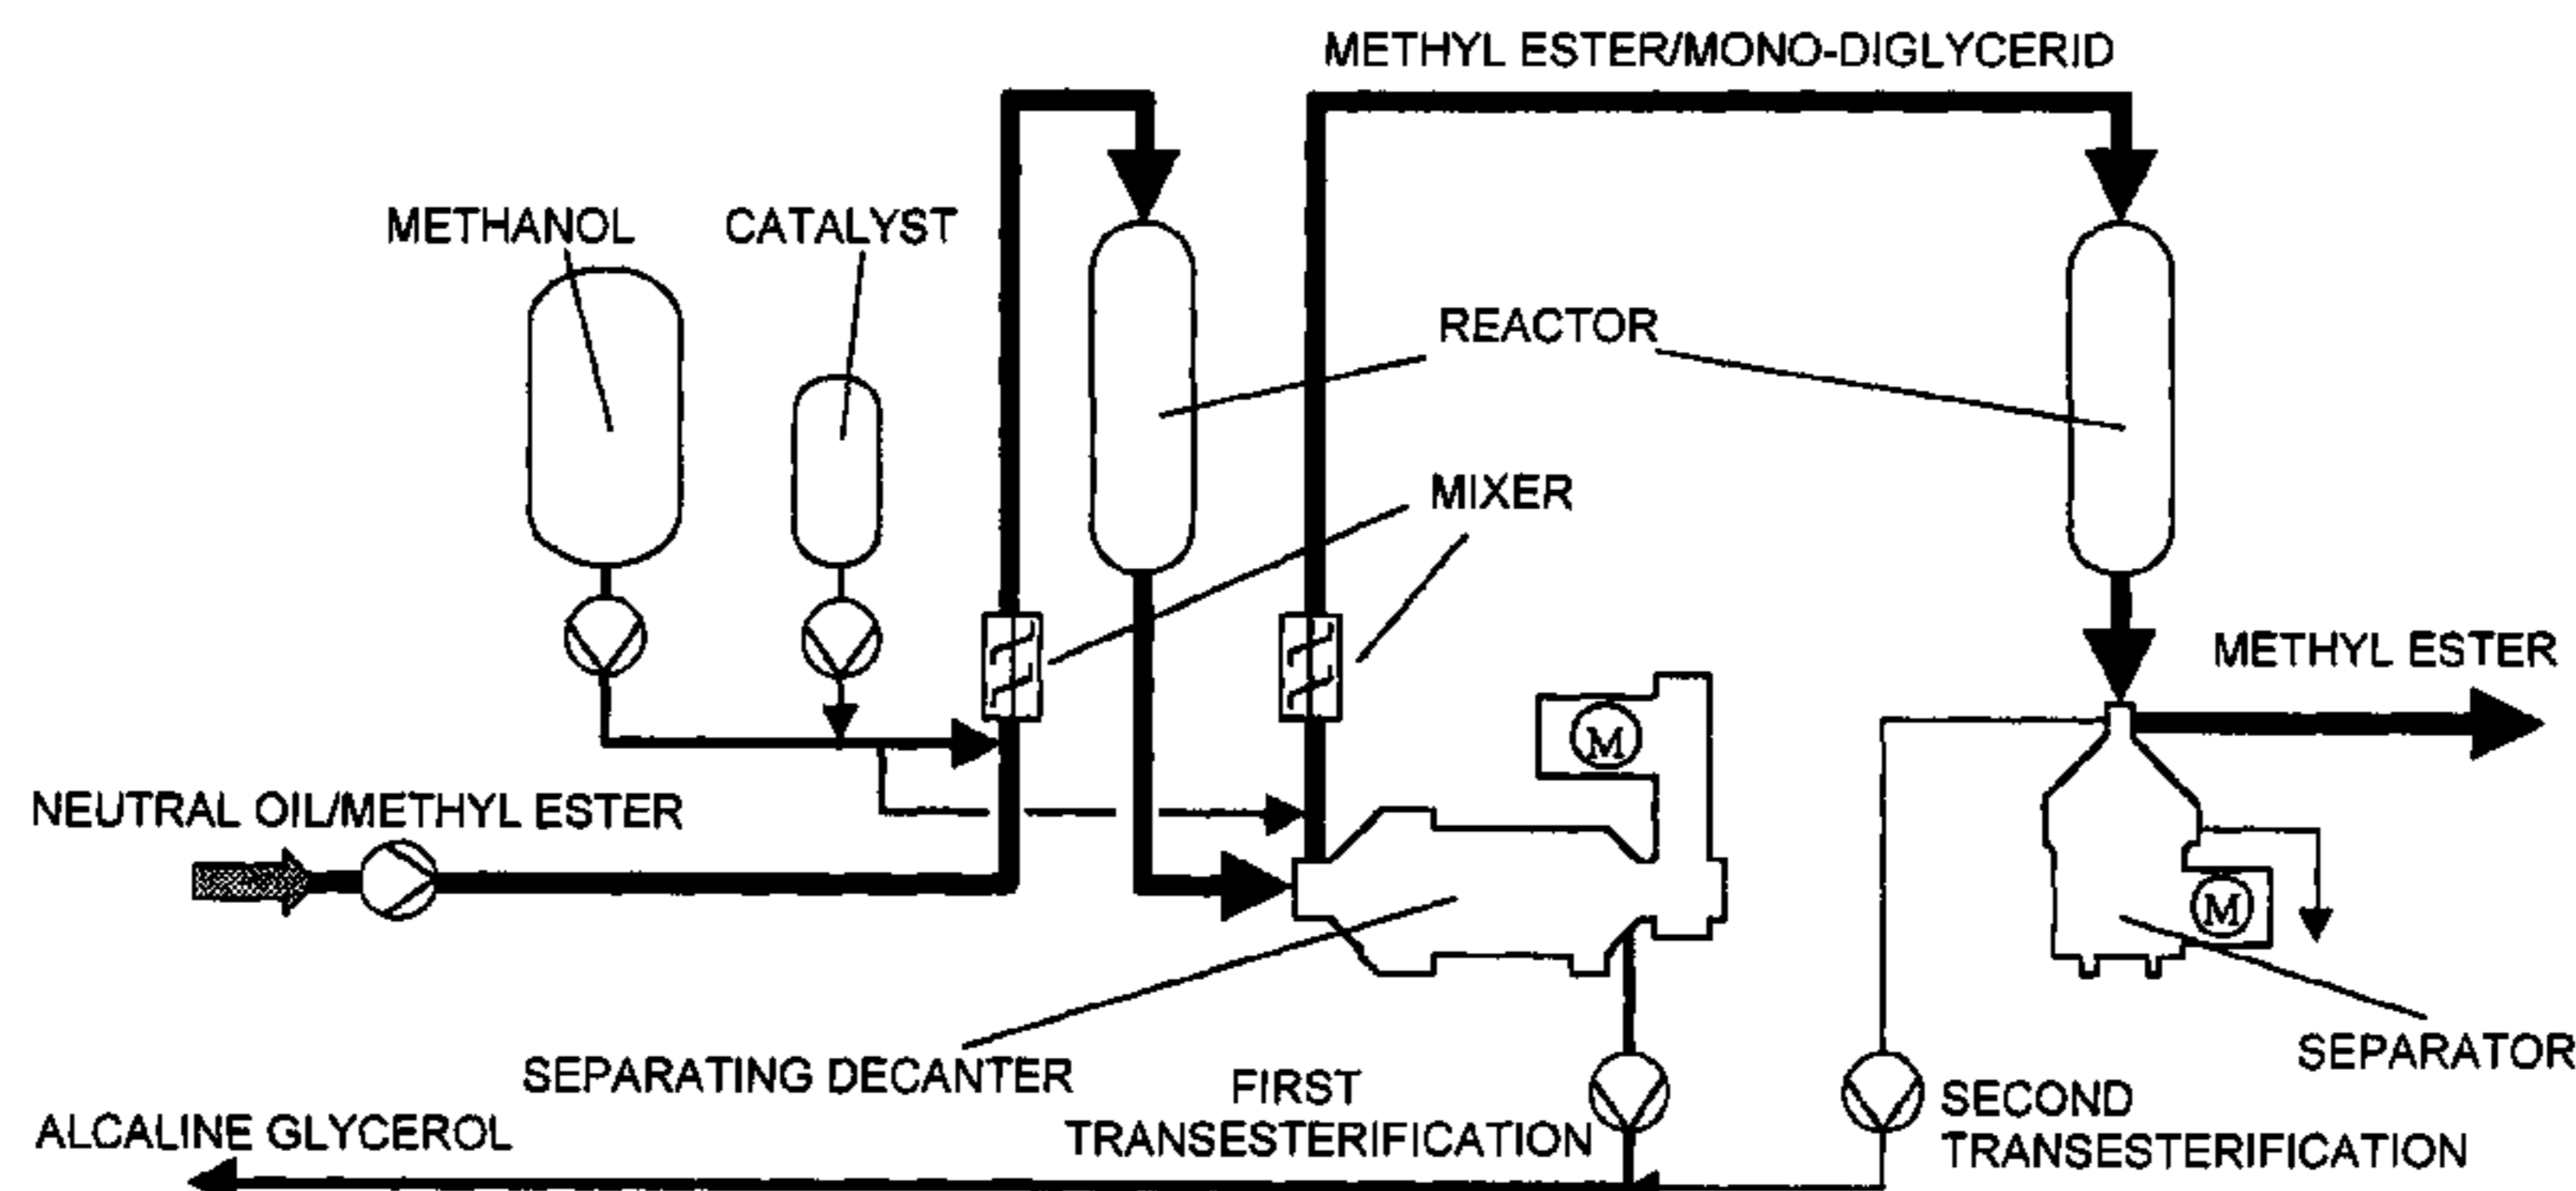 METHYL ESTER/MONO-DIGLYCERID
METHANOL
CATALYST
REACTOR
MIXER
METHYL ESTER
M
NEUTRAL OIL/METHYL ESTER
M
SEPARATOR
SEPARATING DECANTER
FIRST
TRANSESTERIFICATION
SECOND
TRANSESTERIFICATION
ALCALINE GLYCEROL